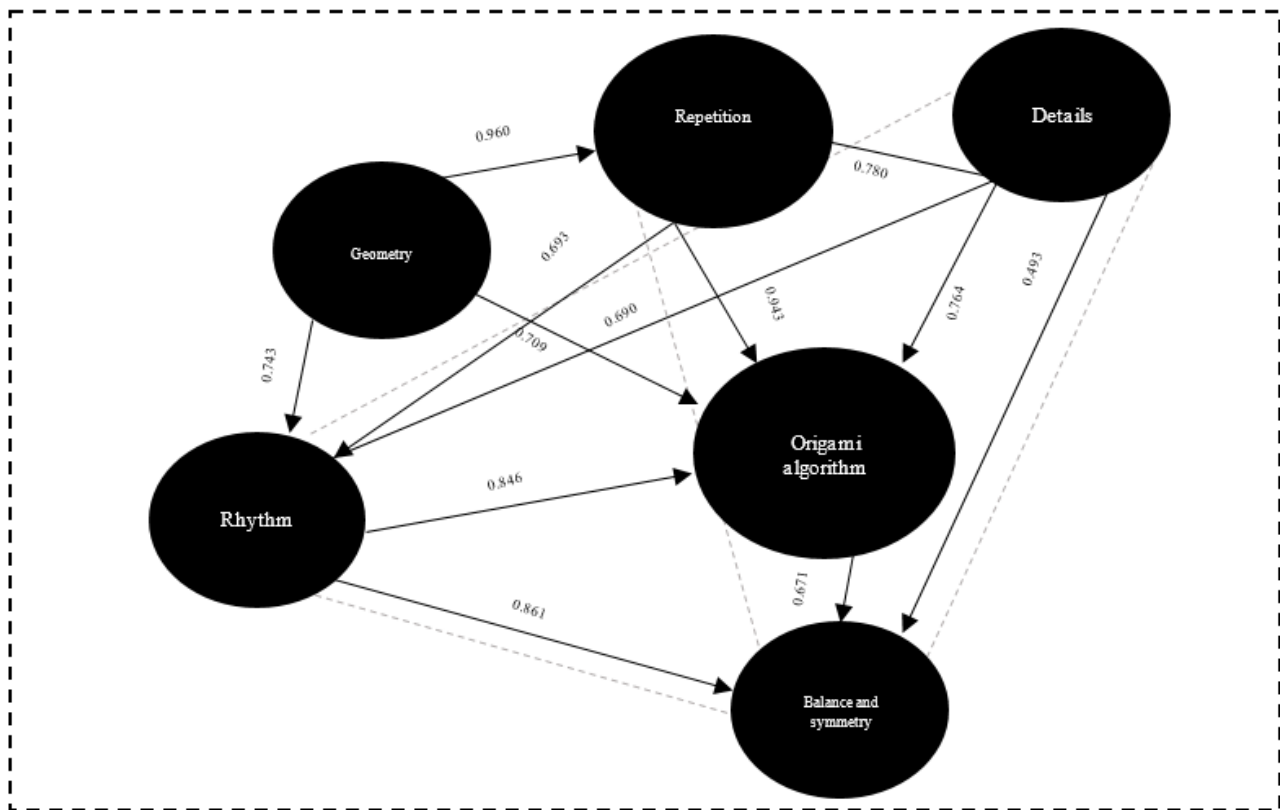 Repetition
Details
0.960
0.780
Geometry
0.693
0.493
0.764
0.943
0.690
0.709
0.743
Origami
algorithm
0.846
Rhythm
0.671
0.861
Balance and
symmetry